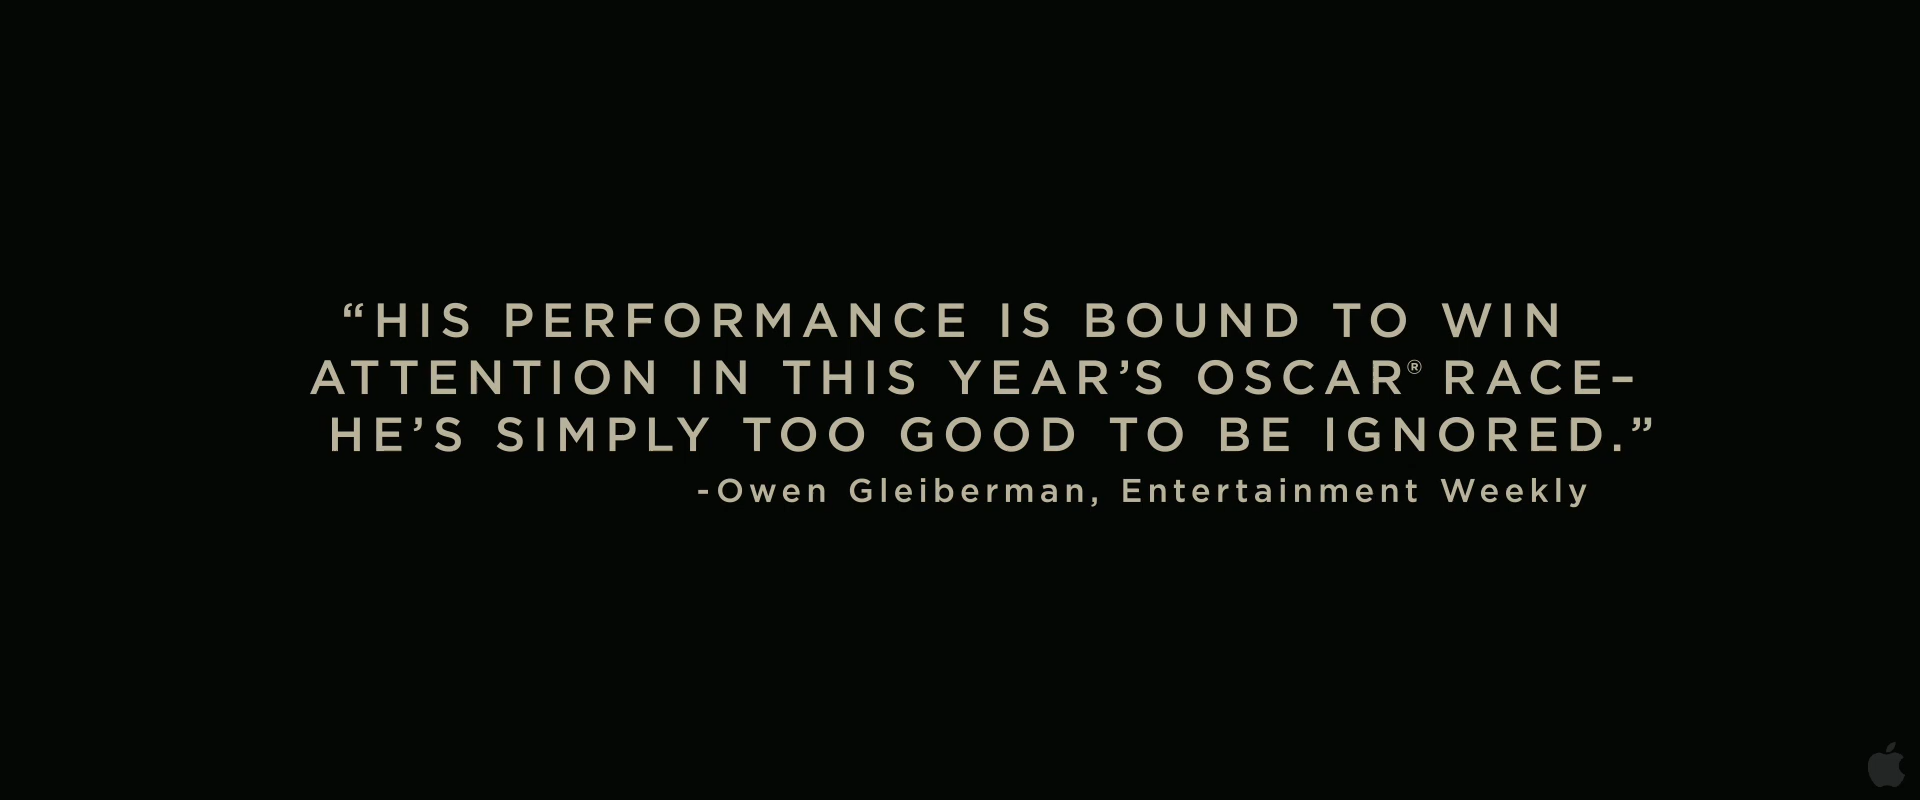 “HIS PERFORMANCE IS BOUND TO WIN
ATTENTION IN THIS YEAR’S OSCAR® RACE–
HE’S SIMPLY TOO GOOD TO BE IGNORED.”
-Owen Gleiberman, Entertainment Weekly